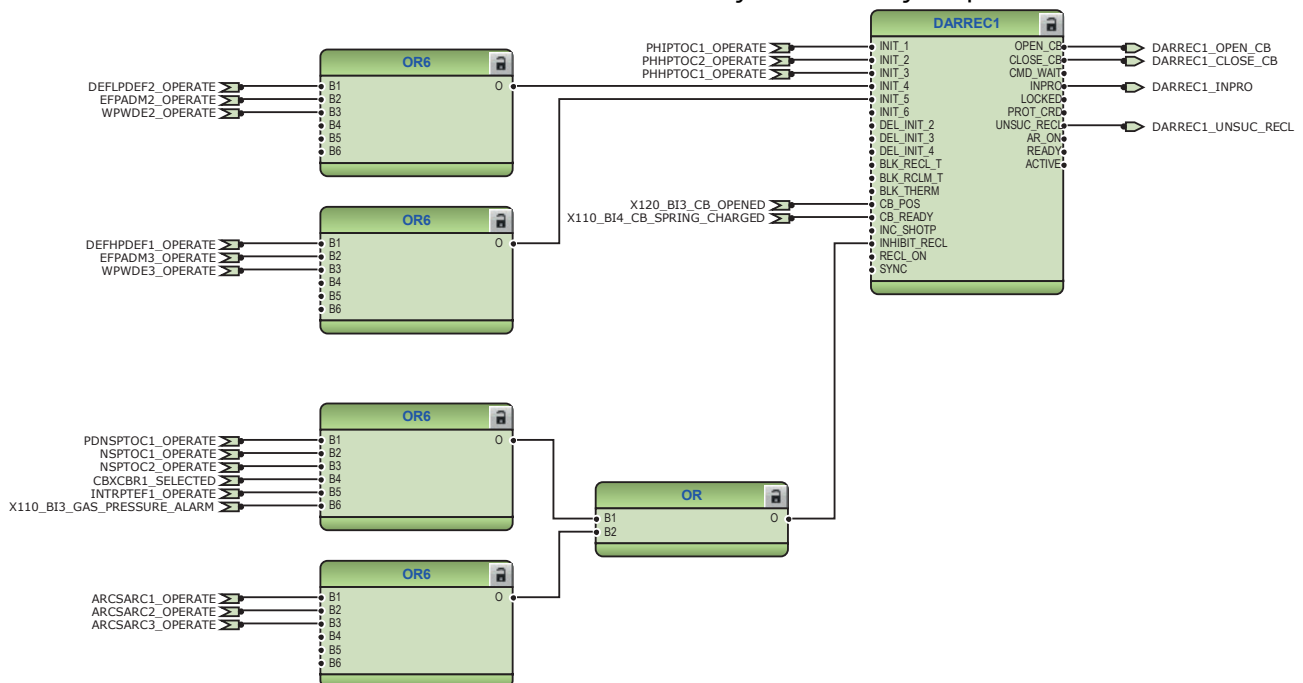 DARREC1
PHIPTOC1_OPERATE
PHHPTOC2_OPERATE
PHHPTOC1_OPERATE
INIT_1
INIT_2
INIT_3
INIT_4
INIT_5
INIT_6
DEL_INIT_2
DEL_INIT_3
DEL_INIT_4
BLK_RECL_T
BLK_RCLM_T
BLK_THERM
CB_POS
CB_READY
INC_SHOTP
INHIBIT_RECL
RECL_ON
SYNC
OPEN_CB
CLOSE_CB
CMD_WAIT
INPRO
LOCKED
PROT_CRD
UNSUC_RECL
AR_ON
READY
ACTIVE
DARREC1_OPEN_CB
DARREC1_CLOSE_CB
DARREC1_INPRO
DARREC1_UNSUC_RECL
X120_BI3_CB_OPENED
X110_BI4_CB_SPRING_CHARGED
OR6
DEFLPDEF2_OPERATE
EFPADM2_OPERATE
WPWDE2_OPERATE
B1
B2
B3
B4
B5
B6
O
OR6
DEFHPDEF1_OPERATE
EFPADM3_OPERATE
WPWDE3_OPERATE
B1
B2
B3
B4
B5
B6
O
OR6
PDNSPTOC1_OPERATE
NSPTOC1_OPERATE
NSPTOC2_OPERATE
CBXCBR1_SELECTED
INTRPTEF1_OPERATE
X110_BI3_GAS_PRESSURE_ALARM
B1
B2
B3
B4
B5
B6
O
OR
B1
B2
O
OR6
ARCSARC1_OPERATE
ARCSARC2_OPERATE
ARCSARC3_OPERATE
B1
B2
B3
B4
B5
B6
O